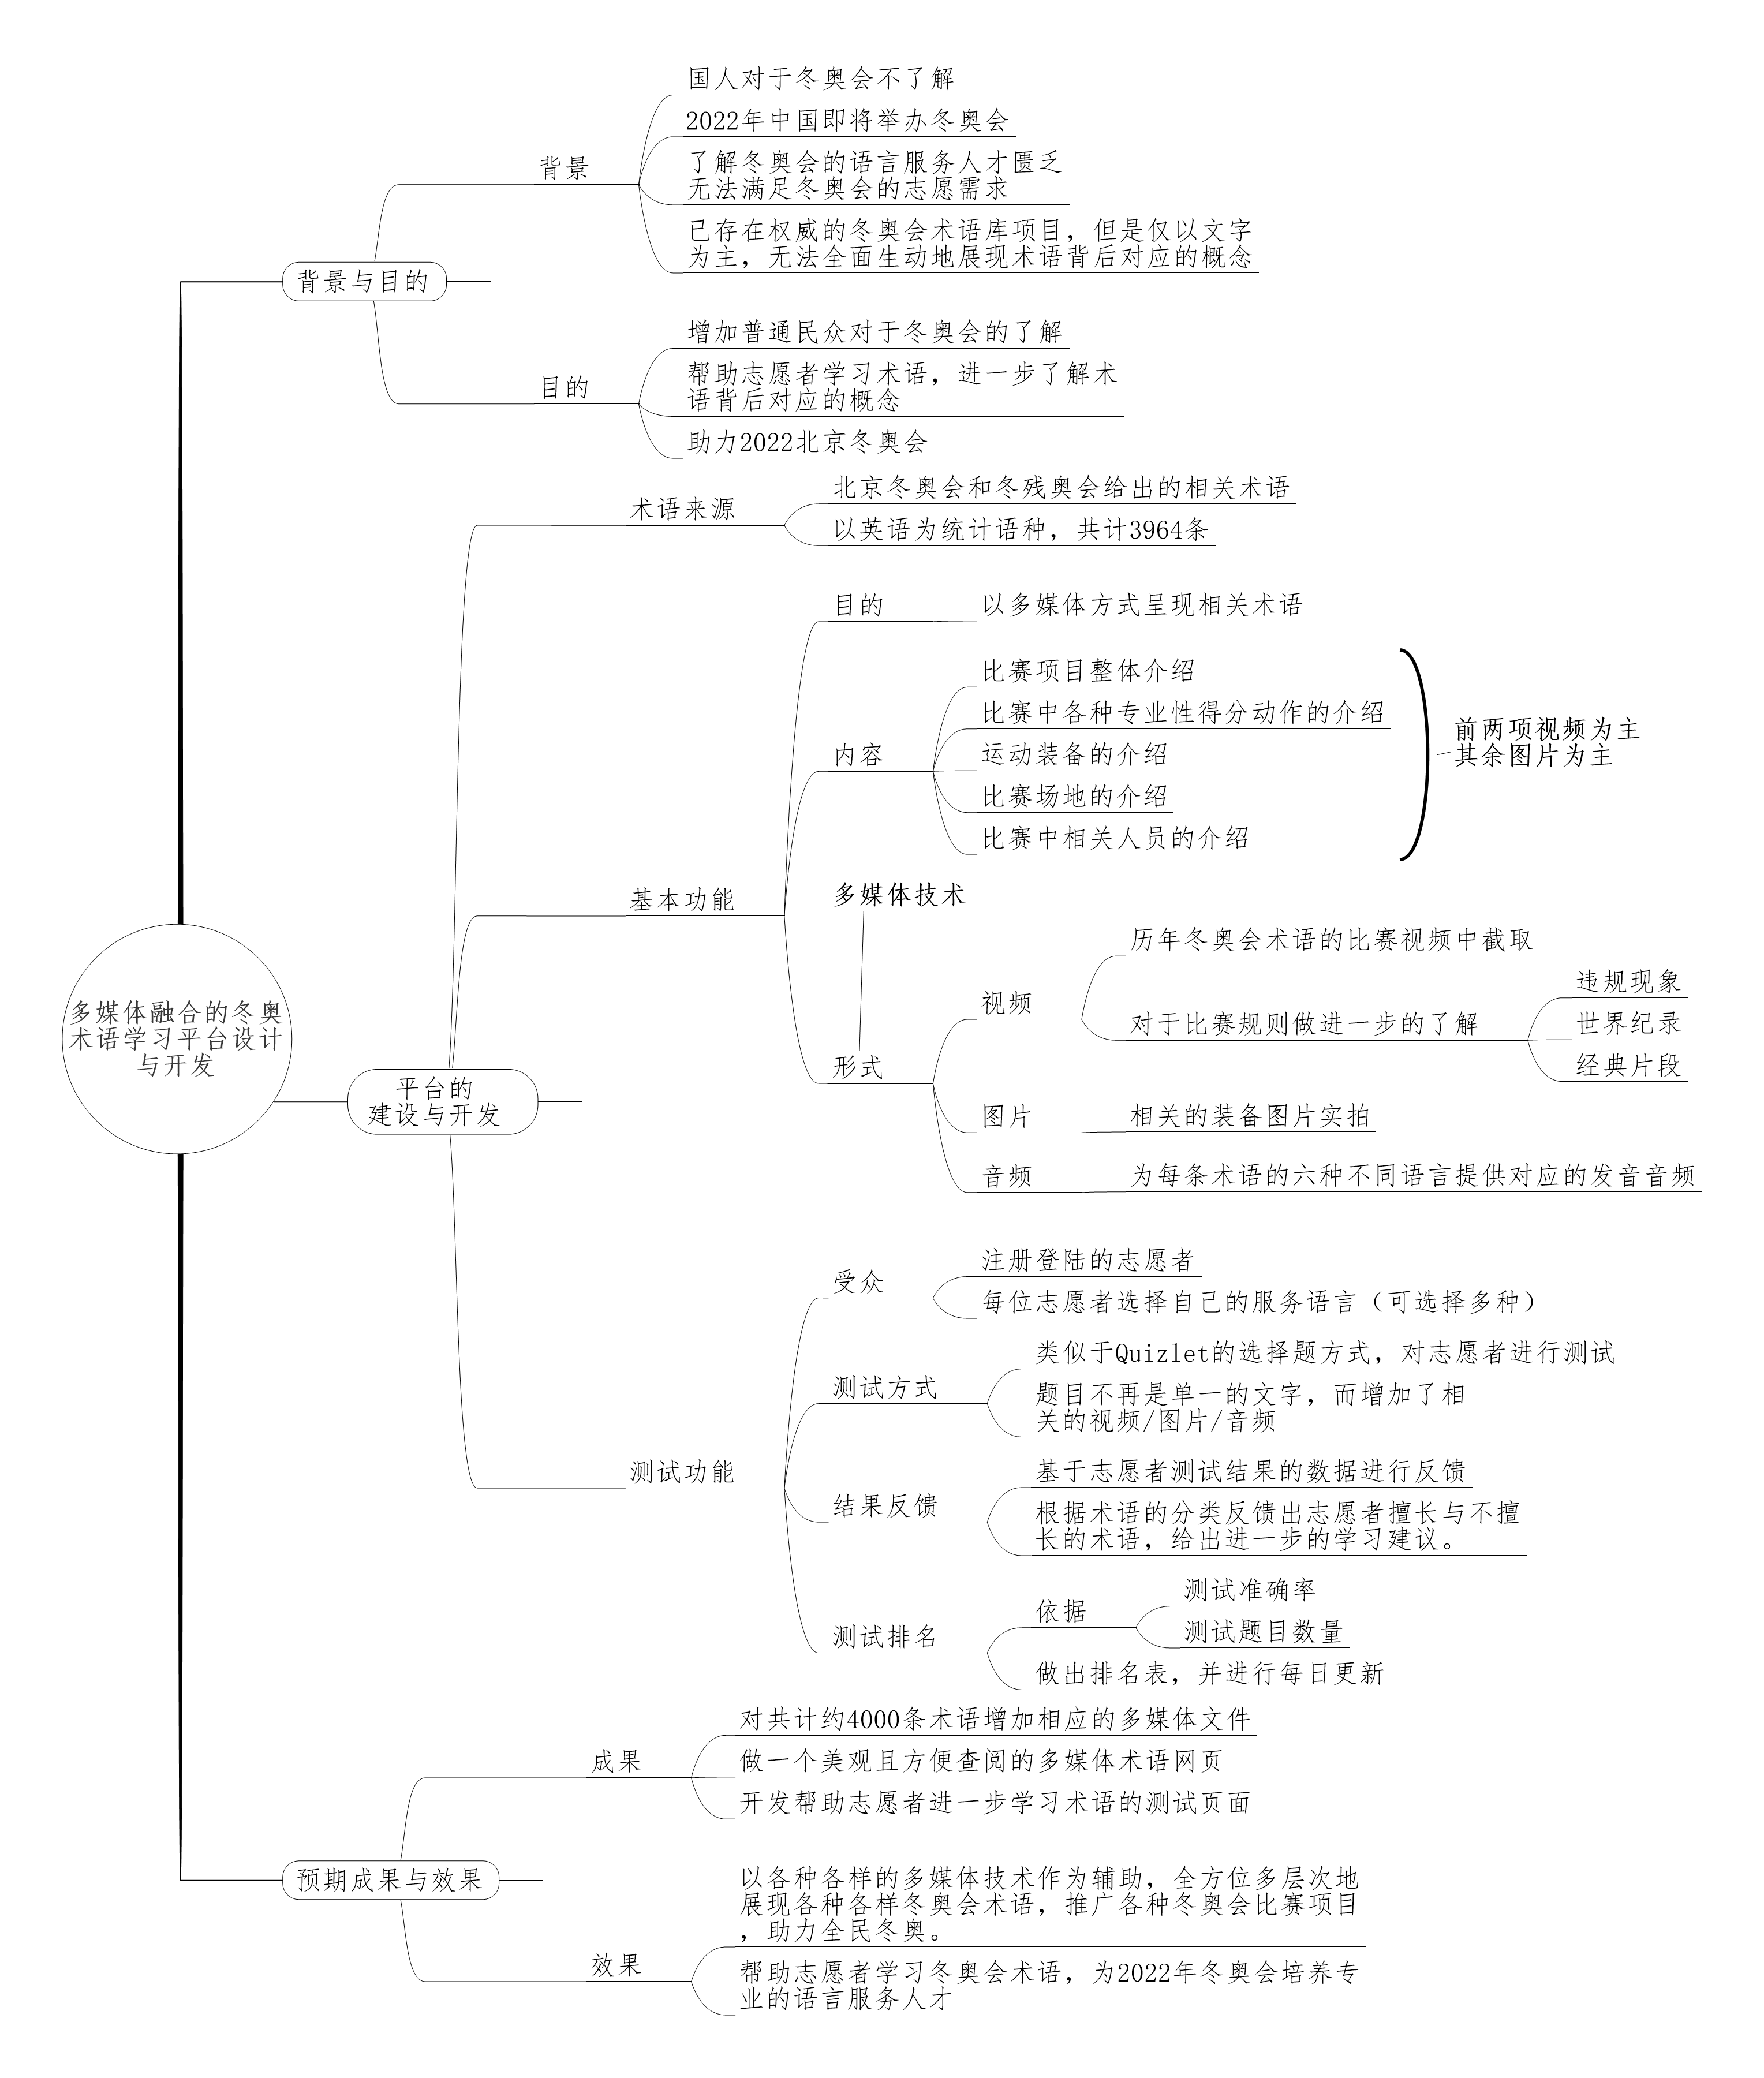 国人对于冬奥会不了解
2022年中国即将举办冬奥会
背景
了解冬奥会的语言服务人才匮乏
无法满足冬奥会的志愿需求
已存在权威的冬奥会术语库项目，但是仅以文字
为主，无法全面生动地展现术语背后对应的概念
背景与目的
增加普通民众对于冬奥会的了解
目的
帮助志愿者学习术语，进一步了解术
语背后对应的概念
助力2022北京冬奥会
术语来源
北京冬奥会和冬残奥会给出的相关术语
以英语为统计语种，共计3964条
目的
以多媒体方式呈现相关术语
内容
比赛项目整体介绍
比赛中各种专业性得分动作的介绍
运动装备的介绍
比赛场地的介绍
比赛中相关人员的介绍
前两项视频为主
其余图片为主
基本功能
多媒体技术
形式
视频
历年冬奥会术语的比赛视频中截取
对于比赛规则做进一步的了解
违规现象
世界纪录
经典片段
图片
相关的装备图片实拍
音频
为每条术语的六种不同语言提供对应的发音音频
多媒体融合的冬奥
术语学习平台设计
与开发
平台的
建设与开发
受众
注册登陆的志愿者
每位志愿者选择自己的服务语言（可选择多种）
测试方式
类似于Quizlet的选择题方式，对志愿者进行测试
题目不再是单一的文字，而增加了相
关的视频/图片/音频
测试功能
结果反馈
基于志愿者测试结果的数据进行反馈
根据术语的分类反馈出志愿者擅长与不擅
长的术语，给出进一步的学习建议。
测试排名
依据
测试准确率
测试题目数量
做出排名表，并进行每日更新
成果
对共计约4000条术语增加相应的多媒体文件
做一个美观且方便查阅的多媒体术语网页
开发帮助志愿者进一步学习术语的测试页面
预期成果与效果
效果
以各种各样的多媒体技术作为辅助，全方位多层次地
展现各种各样冬奥会术语，推广各种冬奥会比赛项目
，助力全民冬奥。
帮助志愿者学习冬奥会术语，为2022年冬奥会培养专
业的语言服务人才